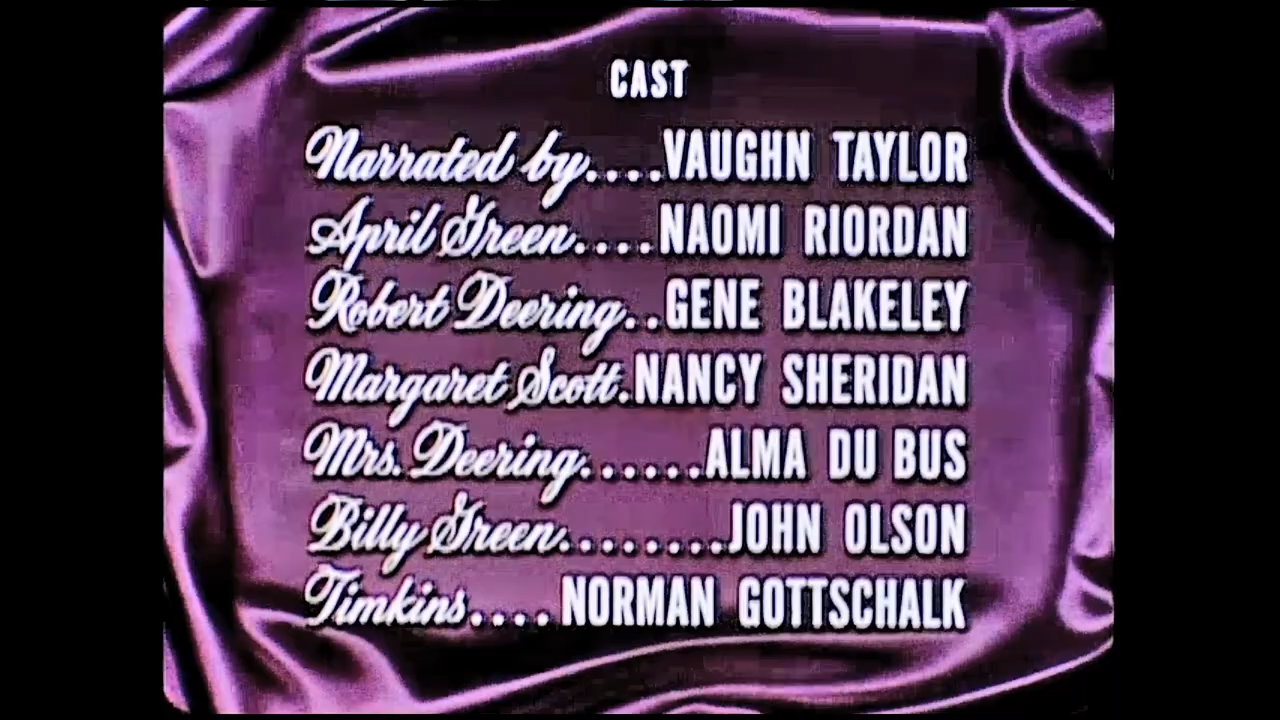 CAST
Narrated by....VAUGHN TAYLOR
April Green....NAOMI RIORDAN
Robert Deering..GENE BLAKELEY
Margaret Scott.NANCY SHERIDAN
Mrs. Deering......ALMA DU BUS
Billy Green........JOHN OLSON
Timkins....NORMAN GOTTSCHALK